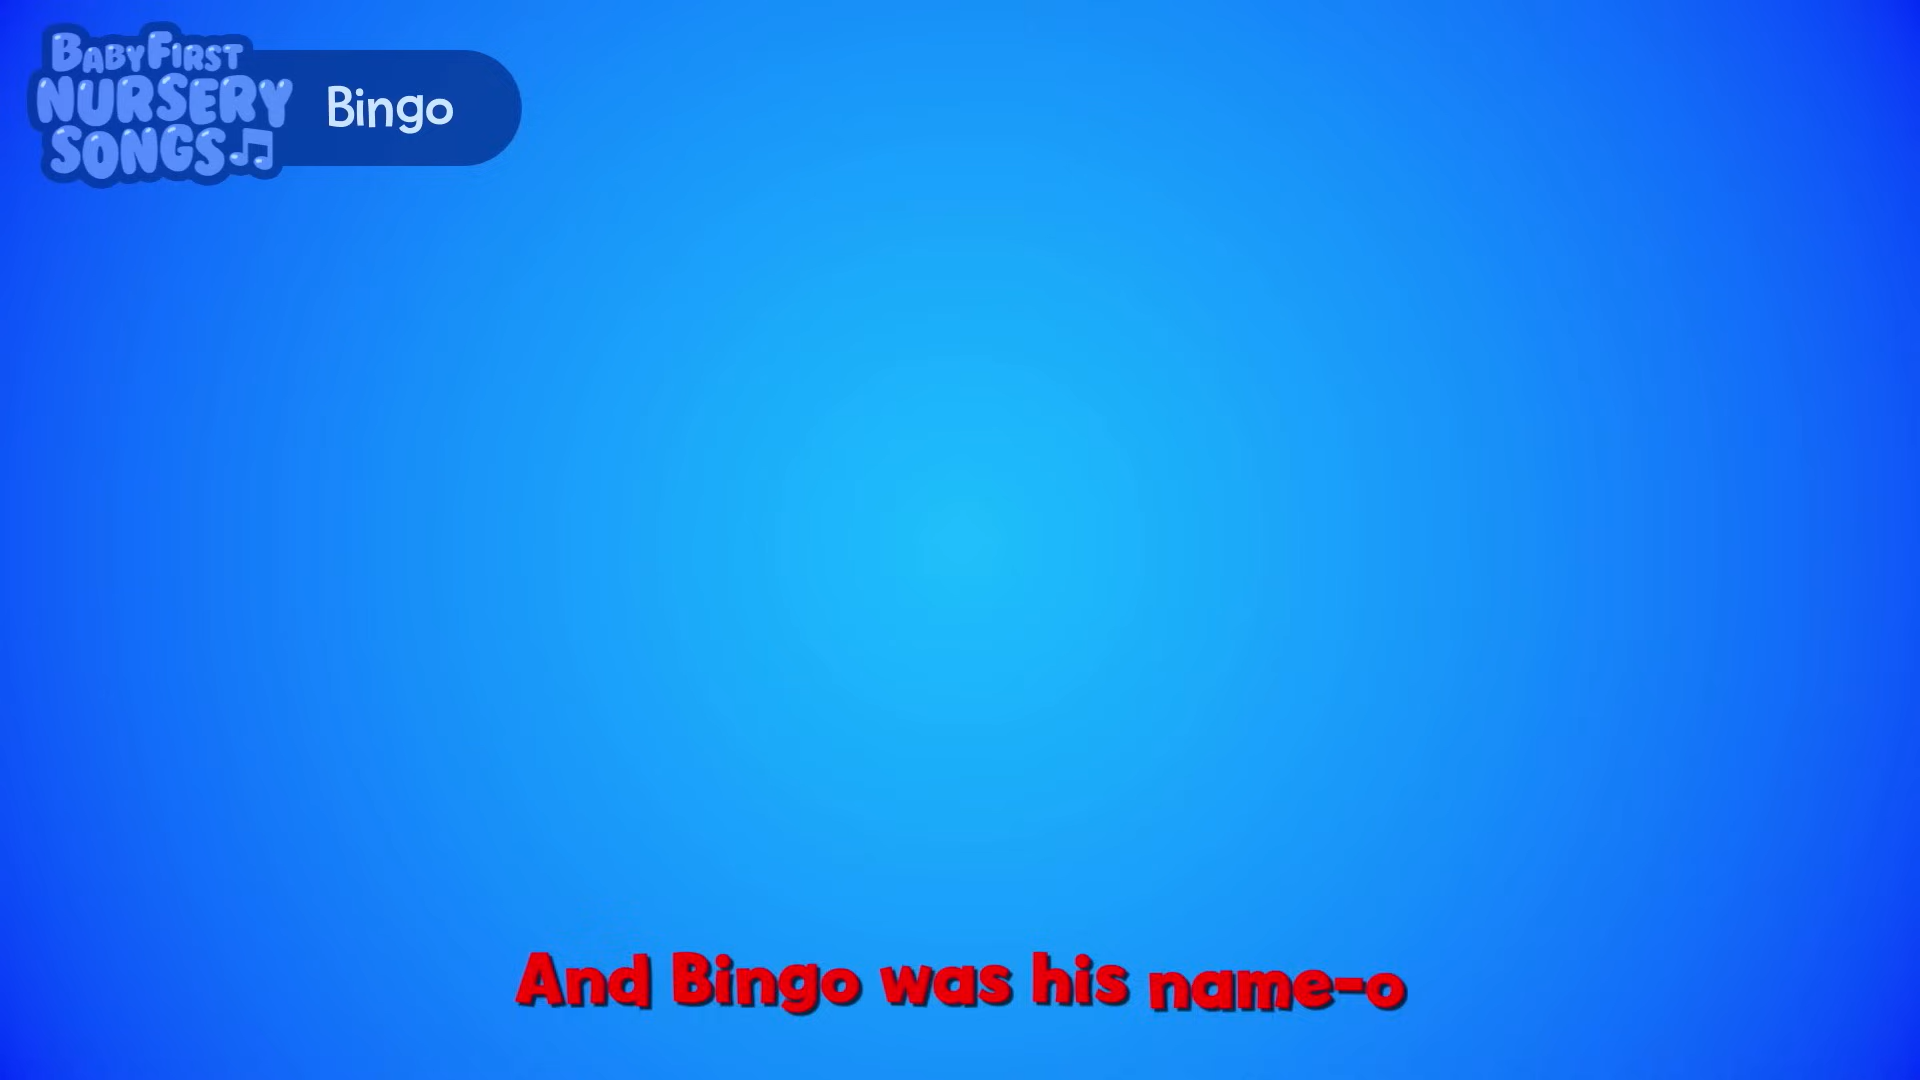 BABYFIRST
NURSERY
SONGS
Bingo
And Bingo was his name-o